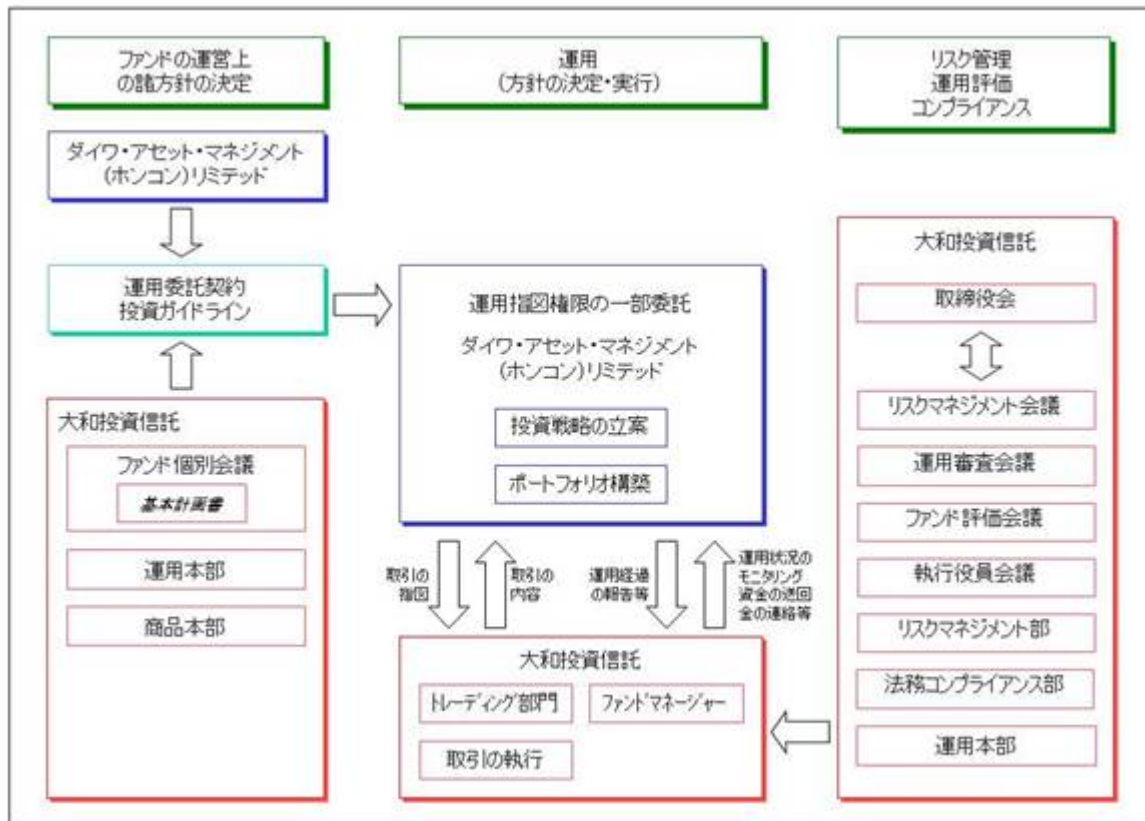 ファンドの運営上
の諸方針の決定
運用
(方針の決定・実行)
リスク管理
運用評価
コンプライアンス
ダイワ・アセット・マネジメント
(ホンコン)リミテッド
運用委託契約
投資ガイドライン
大和投資信託
ファンド個別会議
基本計画書
運用本部
商品本部
運用指図権限の一部委託
ダイワ・アセット・マネジメント
(ホンコン)リミテッド
投資戦略の立案
ポートフォリオ構築
取引の
指図
取引の
内容
運用経過
の報告等
運用状況の
モニタリング
資金の送回
金の連絡等
大和投資信託
トレーディング部門
ファンドマネージャー
取引の執行
大和投資信託
取締役会
リスクマネジメント会議
運用審査会議
ファンド評価会議
執行役員会議
リスクマネジメント部
法務コンプライアンス部
運用本部